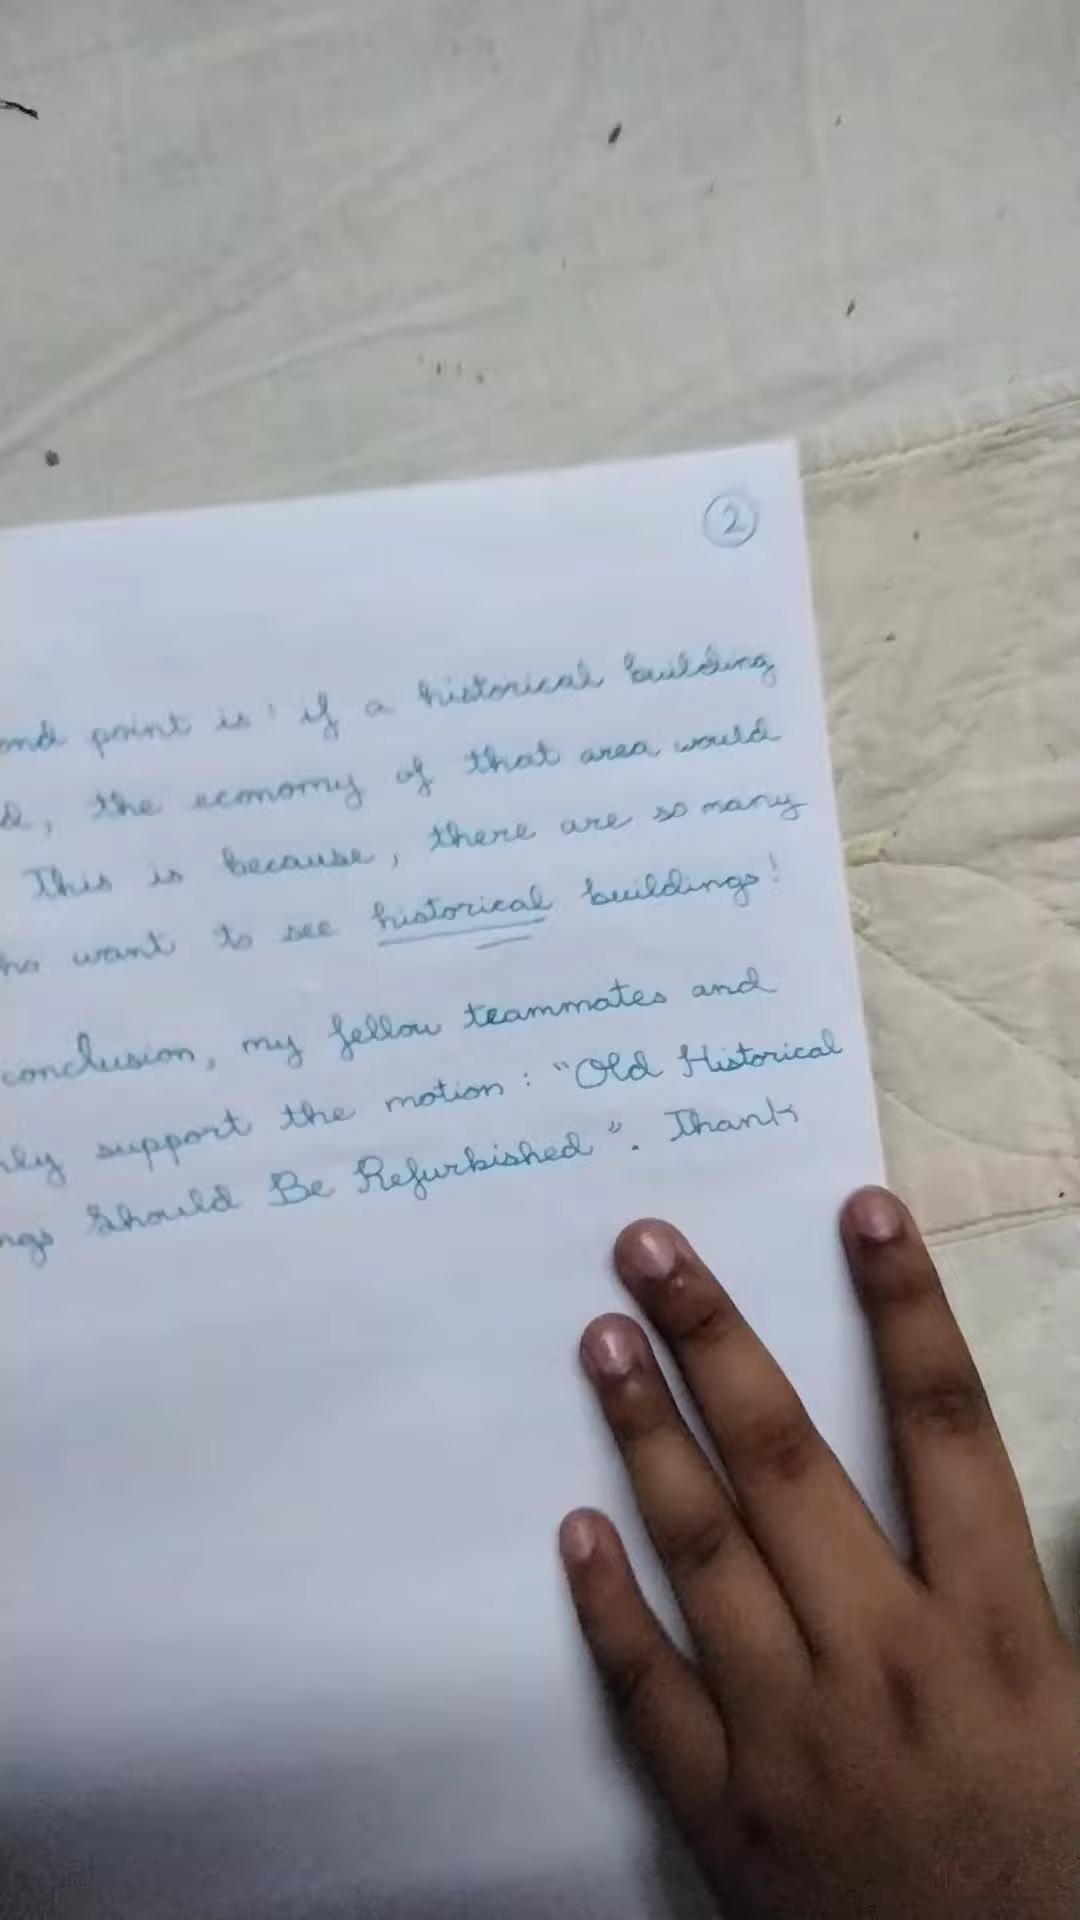 2
ond point is! if a historical building
d, the economy of that area would
This is because, there are so many
ho want to see historical buildings!
conclusion, my fellow teammates and
nly support the motion: "Old Historical
ngs Should Be Refurbished". Thank